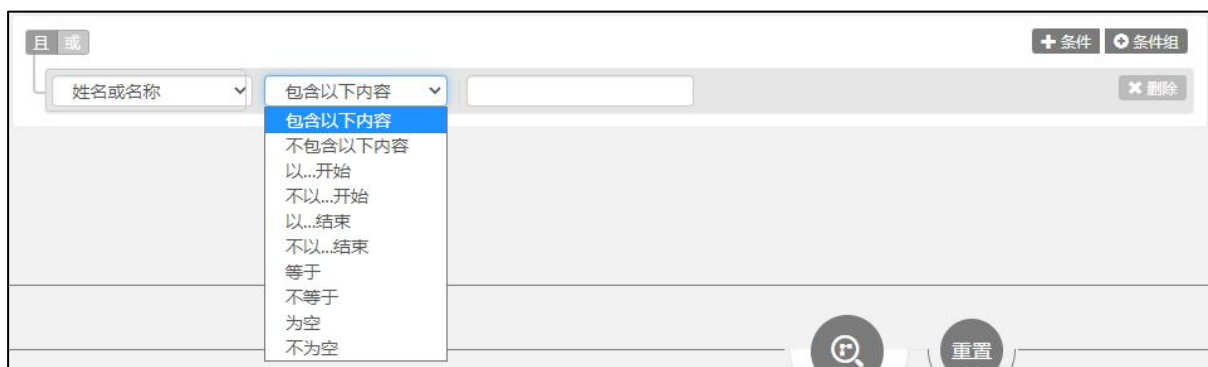 且 或
条件 条件组
姓名或名称 包含以下内容 删除
包含以下内容
不包含以下内容
以...开始
不以...开始
以...结束
不以...结束
等于
不等于
为空
不为空
重置